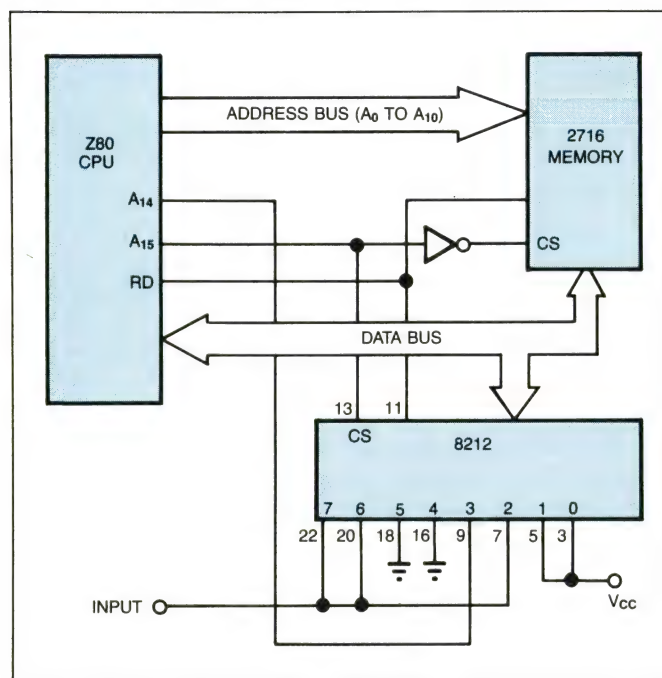 Z80
CPU
ADDRESS BUS (A₀ TO A₁₀)
2716
MEMORY
A₁₄
A₁₅
RD
CS
DATA BUS
13 11
CS 8212
7 6 5 4 3 2 1 0
22 20 18 16 9 7 5 3
INPUT
Vcc